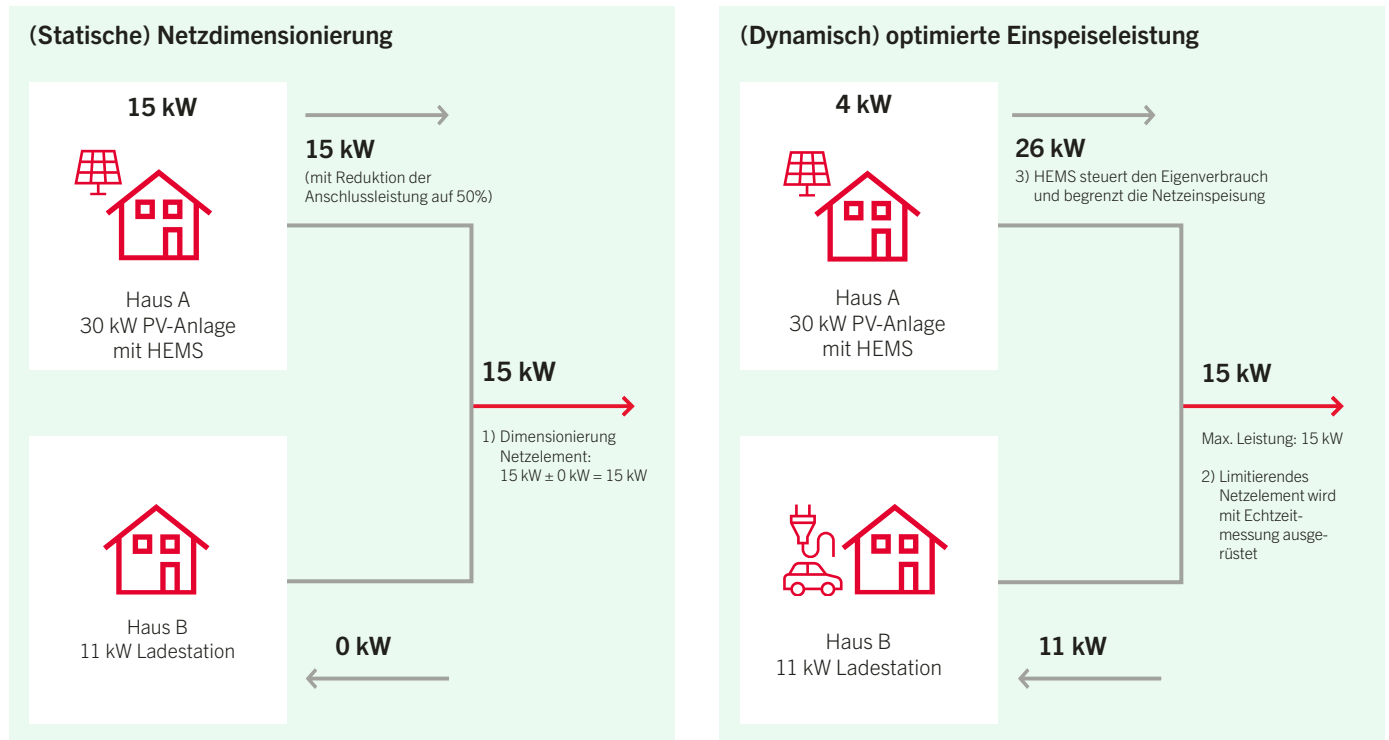 (Statische) Netzdimensionierung
15 kW
15 kW
(mit Reduktion der
Anschlussleistung auf 50%)
Haus A
30 kW PV-Anlage
mit HEMS
15 kW
1) Dimensionierung
Netzelement:
15 kW ± 0 kW = 15 kW
Haus B
11 kW Ladestation
0 kW
(Dynamisch) optimierte Einspeiseleistung
4 kW
26 kW
3) HEMS steuert den Eigenverbrauch
und begrenzt die Netzeinspeisung
Haus A
30 kW PV-Anlage
mit HEMS
15 kW
Max. Leistung: 15 kW
2) Limitierendes
Netzelement wird
mit Echtzeit-
messung ausge-
rüstet
Haus B
11 kW Ladestation
11 kW